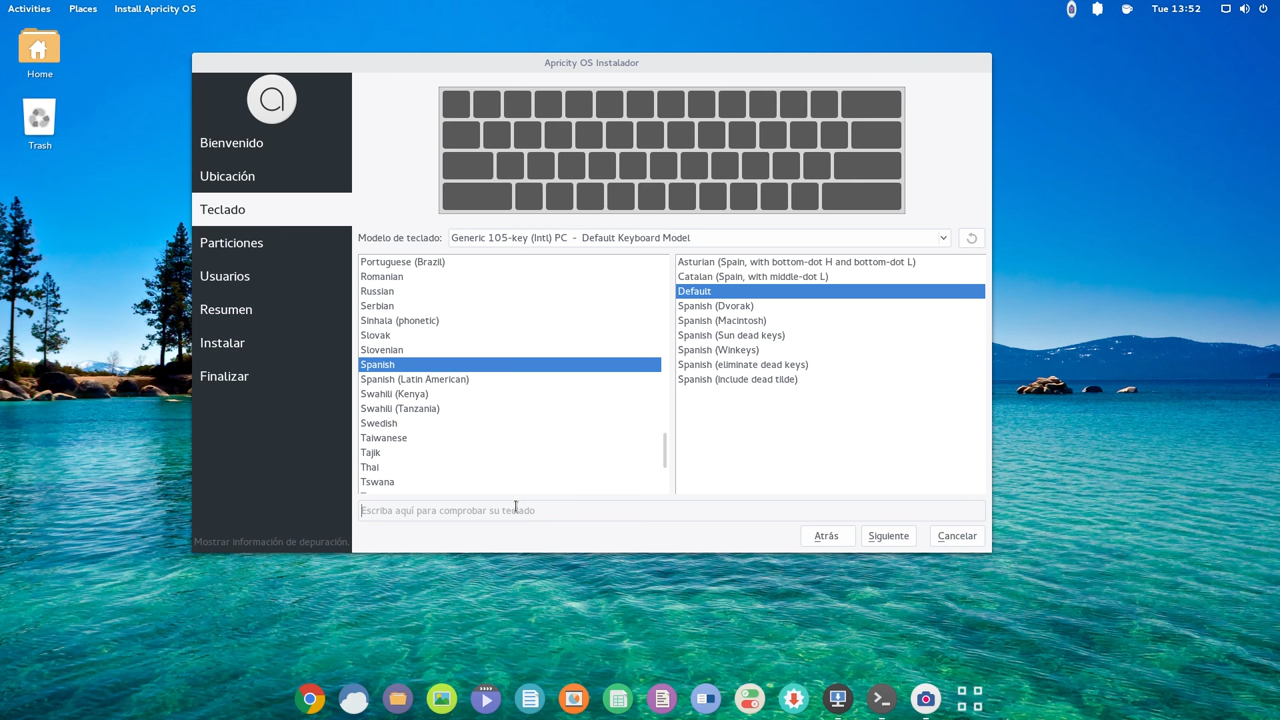 Activities Places Install Apricity OS Tue 13:52
Home
Trash
Apricity OS Instalador
Bienvenido
Ubicación
Teclado
Particiones
Usuarios
Resumen
Instalar
Finalizar
Mostrar información de depuración.
Modelo de teclado: Generic 105-key (Intl) PC - Default Keyboard Model
Portuguese (Brazil)
Romanian
Russian
Serbian
Sinhala (phonetic)
Slovak
Slovenian
Spanish
Spanish (Latin American)
Swahili (Kenya)
Swahili (Tanzania)
Swedish
Taiwanese
Tajik
Thai
Tswana
Asturian (Spain, with bottom-dot H and bottom-dot L)
Catalan (Spain, with middle-dot L)
Default
Spanish (Dvorak)
Spanish (Macintosh)
Spanish (Sun dead keys)
Spanish (Winkeys)
Spanish (eliminate dead keys)
Spanish (include dead tilde)
Escriba aquí para comprobar su teclado
Atrás Siguiente Cancelar